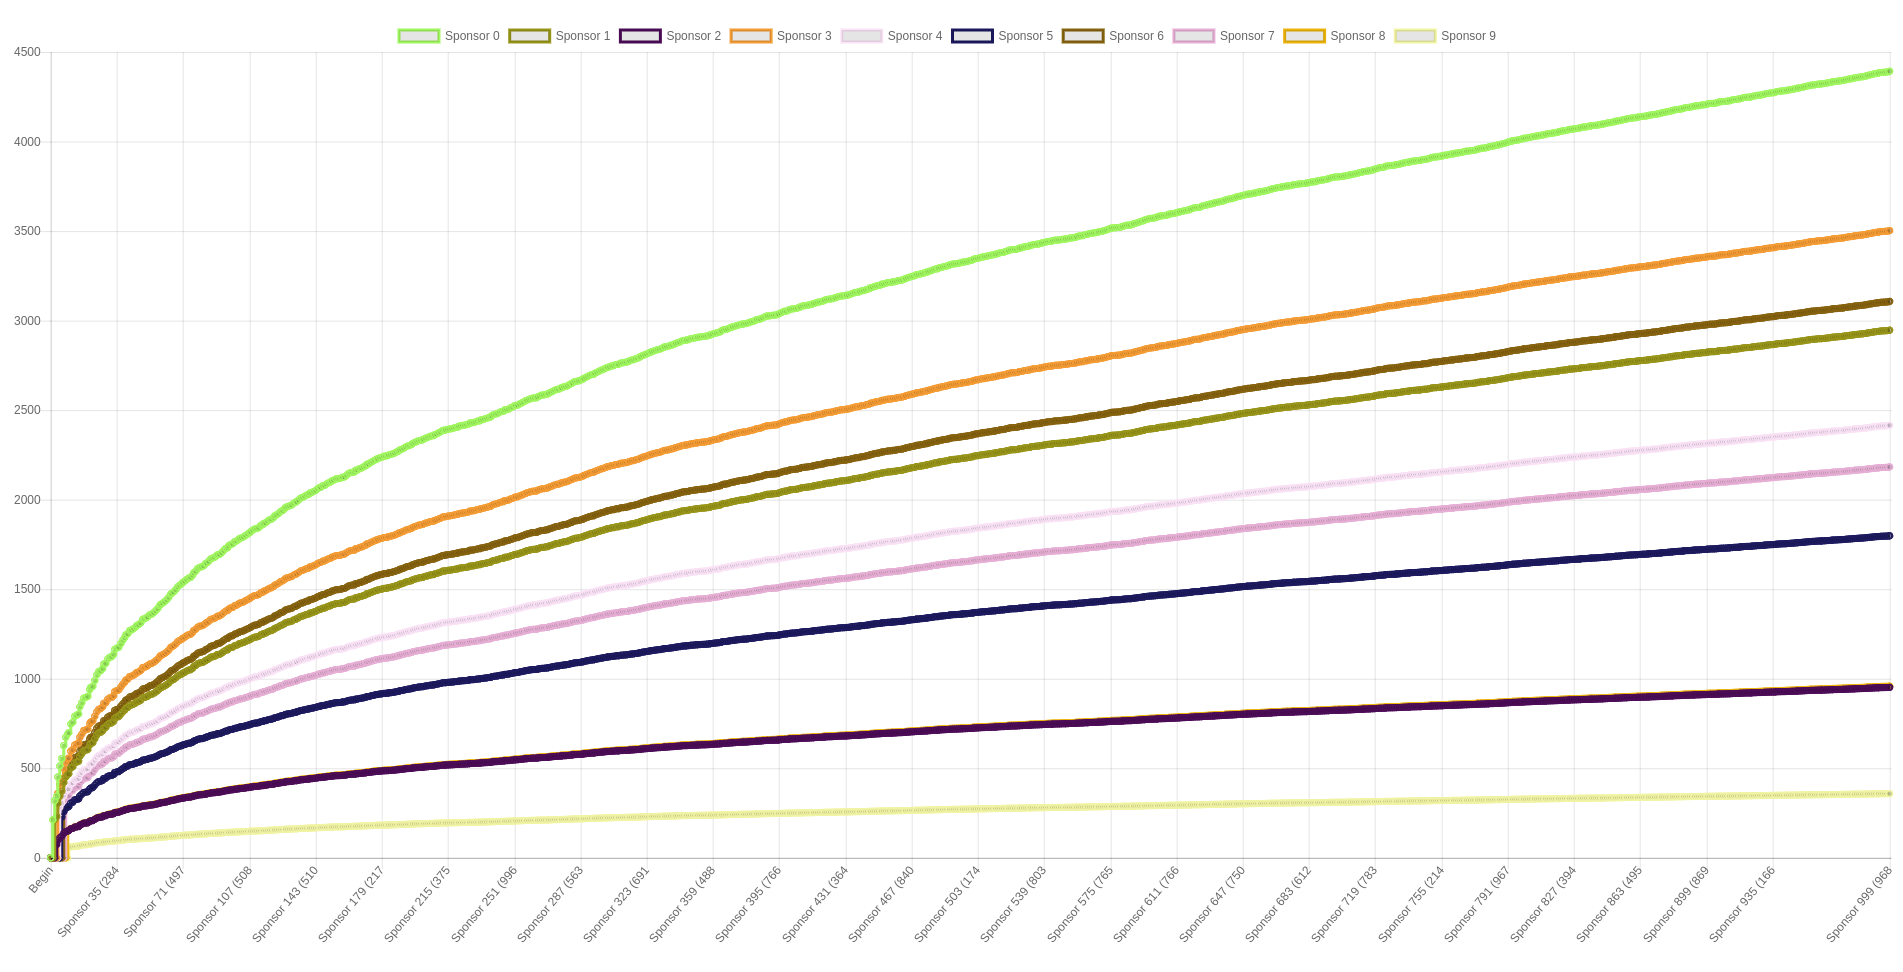 Sponsor 0 Sponsor 1 Sponsor 2 Sponsor 3 Sponsor 4 Sponsor 5 Sponsor 6 Sponsor 7 Sponsor 8 Sponsor 9
4500
4000
3500
3000
2500
2000
1500
1000
500
0
Begin
Sponsor 35 (284
Sponsor 71 (497
Sponsor 107 (508
Sponsor 143 (510
Sponsor 179 (217
Sponsor 215 (375
Sponsor 251 (996
Sponsor 287 (563
Sponsor 323 (691
Sponsor 359 (488
Sponsor 395 (766
Sponsor 431 (364
Sponsor 467 (840
Sponsor 503 (174
Sponsor 539 (803
Sponsor 575 (765
Sponsor 611 (766
Sponsor 647 (750
Sponsor 683 (612
Sponsor 719 (783
Sponsor 755 (214
Sponsor 791 (967
Sponsor 827 (394
Sponsor 863 (495
Sponsor 899 (869
Sponsor 935 (166
Sponsor 999 (968